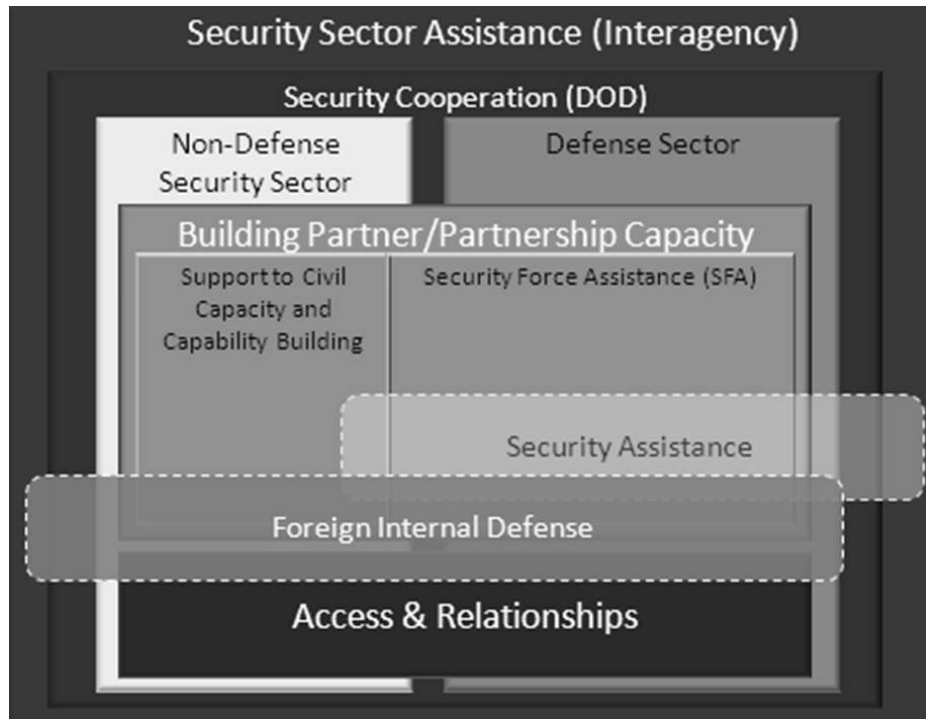 Security Sector Assistance (Interagency)
Security Cooperation (DOD)
Non-Defense
Security Sector
Defense Sector
Building Partner/Partnership Capacity
Support to Civil
Capacity and
Capability Building
Security Force Assistance (SFA)
Security Assistance
Foreign Internal Defense
Access & Relationships